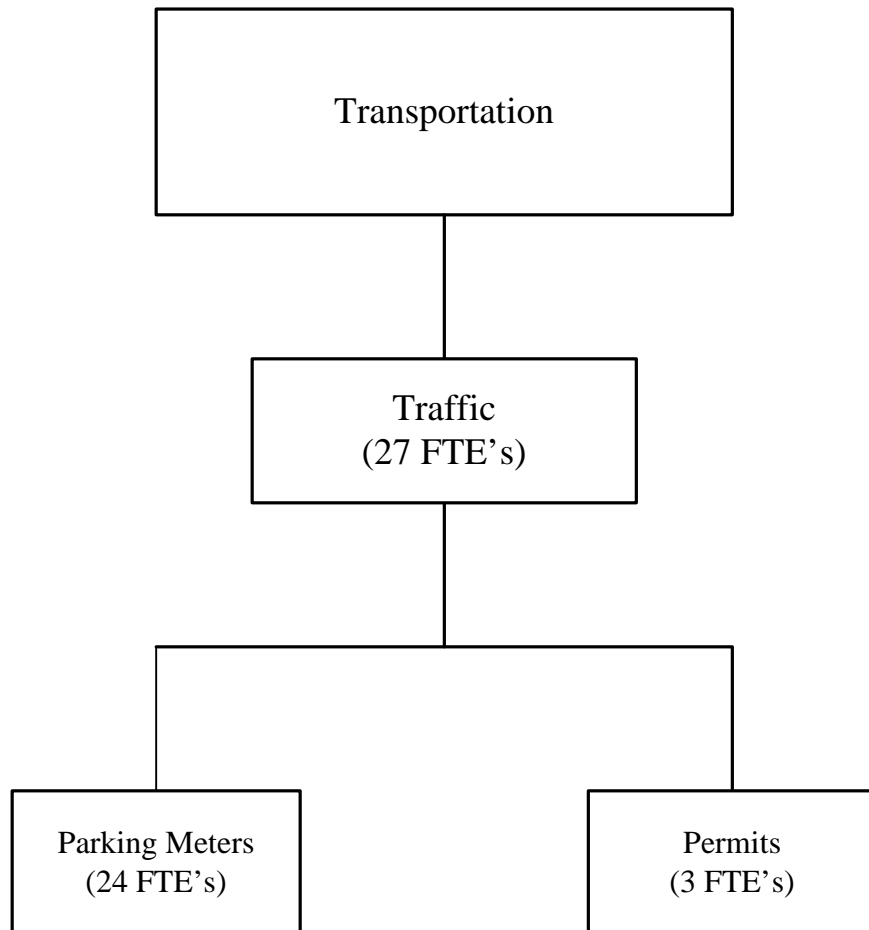 Transportation
Traffic
(27 FTE’s)
Parking Meters
(24 FTE’s)
Permits
(3 FTE’s)